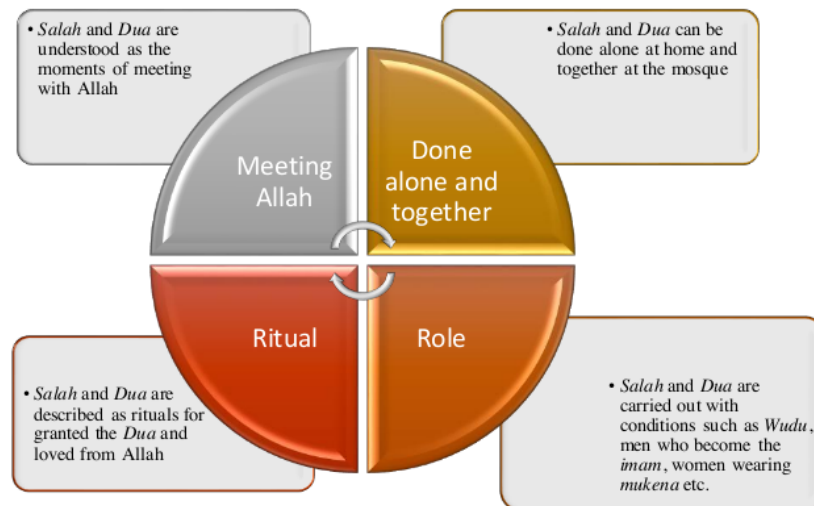 • Salah and Dua are
understood as the
moments of meeting
with Allah
• Salah and Dua can be
done alone at home and
together at the mosque
Meeting
Allah
Done
alone and
together
Ritual
Role
• Salah and Dua are
described as rituals for
granted the Dua and
loved from Allah
• Salah and Dua are
carried out with
conditions such as Wudu,
men who become the
imam, women wearing
mukena etc.